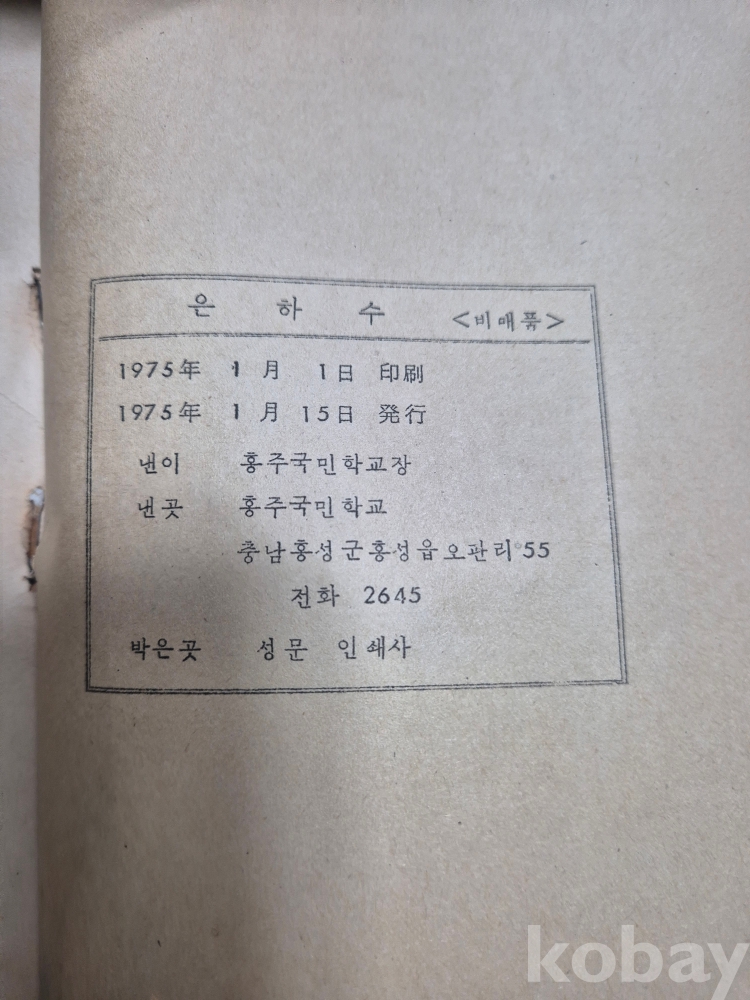 은 하 수 <비매품>
1975年 1月 1日 印刷
1975年 1月 15日 発行
낸이 홍주국민학교장
낸곳 홍주국민학교
충남홍성군홍성읍오관리 55
전화 2645
박은곳 성문 인쇄사
kobay